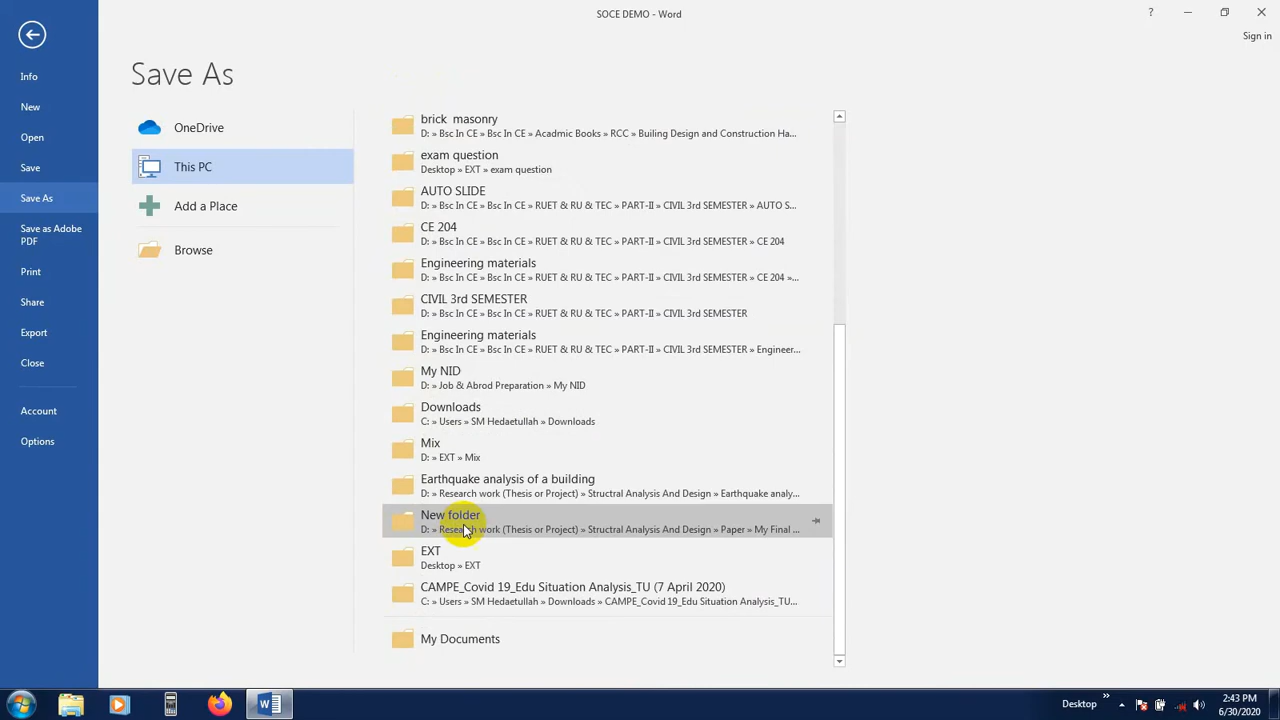 SOCE DEMO - Word
?
Sign in
Info
New
Open
Save
Save As
Save as Adobe
PDF
Print
Share
Export
Close
Account
Options
Save As
OneDrive
This PC
Add a Place
Browse
brick masonry
D: » Bsc In CE » Bsc In CE » Acadmic Books » RCC » Builing Design and Construction Ha...
exam question
Desktop » EXT » exam question
AUTO SLIDE
D: » Bsc In CE » Bsc In CE » RUET & RU & TEC » PART-II » CIVIL 3rd SEMESTER » AUTO S...
CE 204
D: » Bsc In CE » Bsc In CE » RUET & RU & TEC » PART-II » CIVIL 3rd SEMESTER » CE 204
Engineering materials
D: » Bsc In CE » Bsc In CE » RUET & RU & TEC » PART-II » CIVIL 3rd SEMESTER » CE 204 »...
CIVIL 3rd SEMESTER
D: » Bsc In CE » Bsc In CE » RUET & RU & TEC » PART-II » CIVIL 3rd SEMESTER
Engineering materials
D: » Bsc In CE » Bsc In CE » RUET & RU & TEC » PART-II » CIVIL 3rd SEMESTER » Engineer...
My NID
D: » Job & Abrod Preparation » My NID
Downloads
C: » Users » SM Hedaetullah » Downloads
Mix
D: » EXT » Mix
Earthquake analysis of a building
D: » Research work (Thesis or Project) » Structral Analysis And Design » Earthquake analy...
New folder
D: » Research work (Thesis or Project) » Structral Analysis And Design » Paper » My Final ...
EXT
Desktop » EXT
CAMPE_Covid 19_Edu Situation Analysis_TU (7 April 2020)
C: » Users » SM Hedaetullah » Downloads » CAMPE_Covid 19_Edu Situation Analysis_TU...
My Documents
Desktop
2:43 PM
6/30/2020